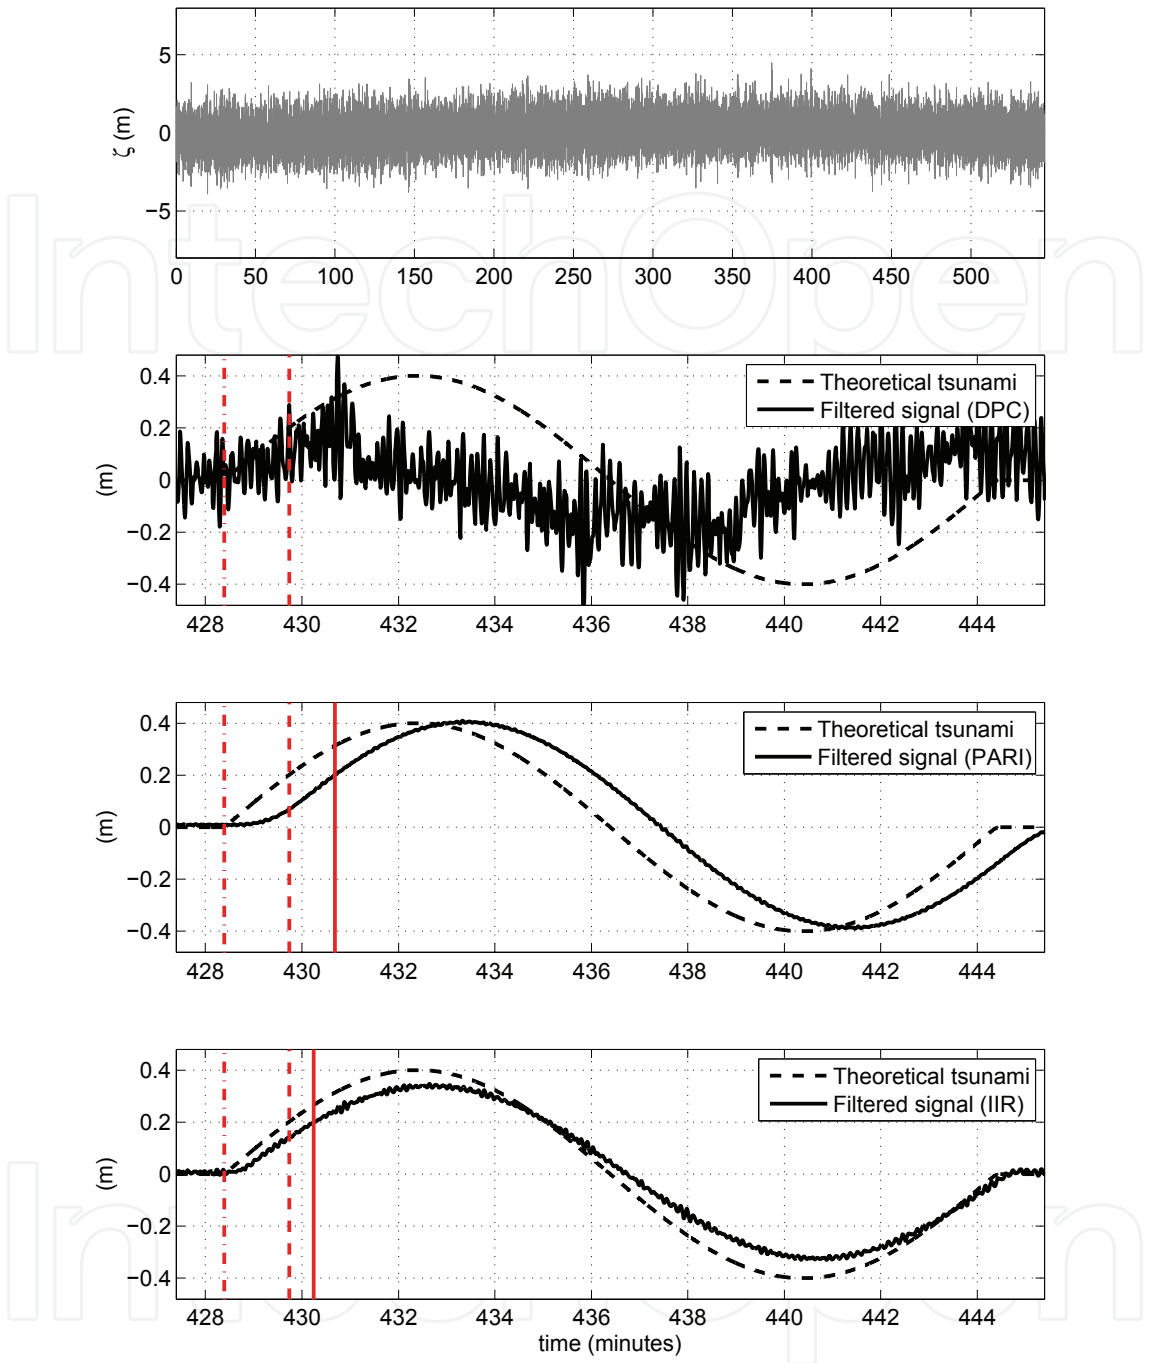 5
0
−5
ζ (m)
0 50 100 150 200 250 300 350 400 450 500
0.4
0.2
0
−0.2
−0.4
(m)
Theoretical tsunami
Filtered signal (DPC)
428 430 432 434 436 438 440 442 444
0.4
0.2
0
−0.2
−0.4
(m)
Theoretical tsunami
Filtered signal (PARI)
428 430 432 434 436 438 440 442 444
0.4
0.2
0
−0.2
−0.4
(m)
Theoretical tsunami
Filtered signal (IIR)
428 430 432 434 436 438 440 442 444
time (minutes)
IntechOpen
IntechOpen